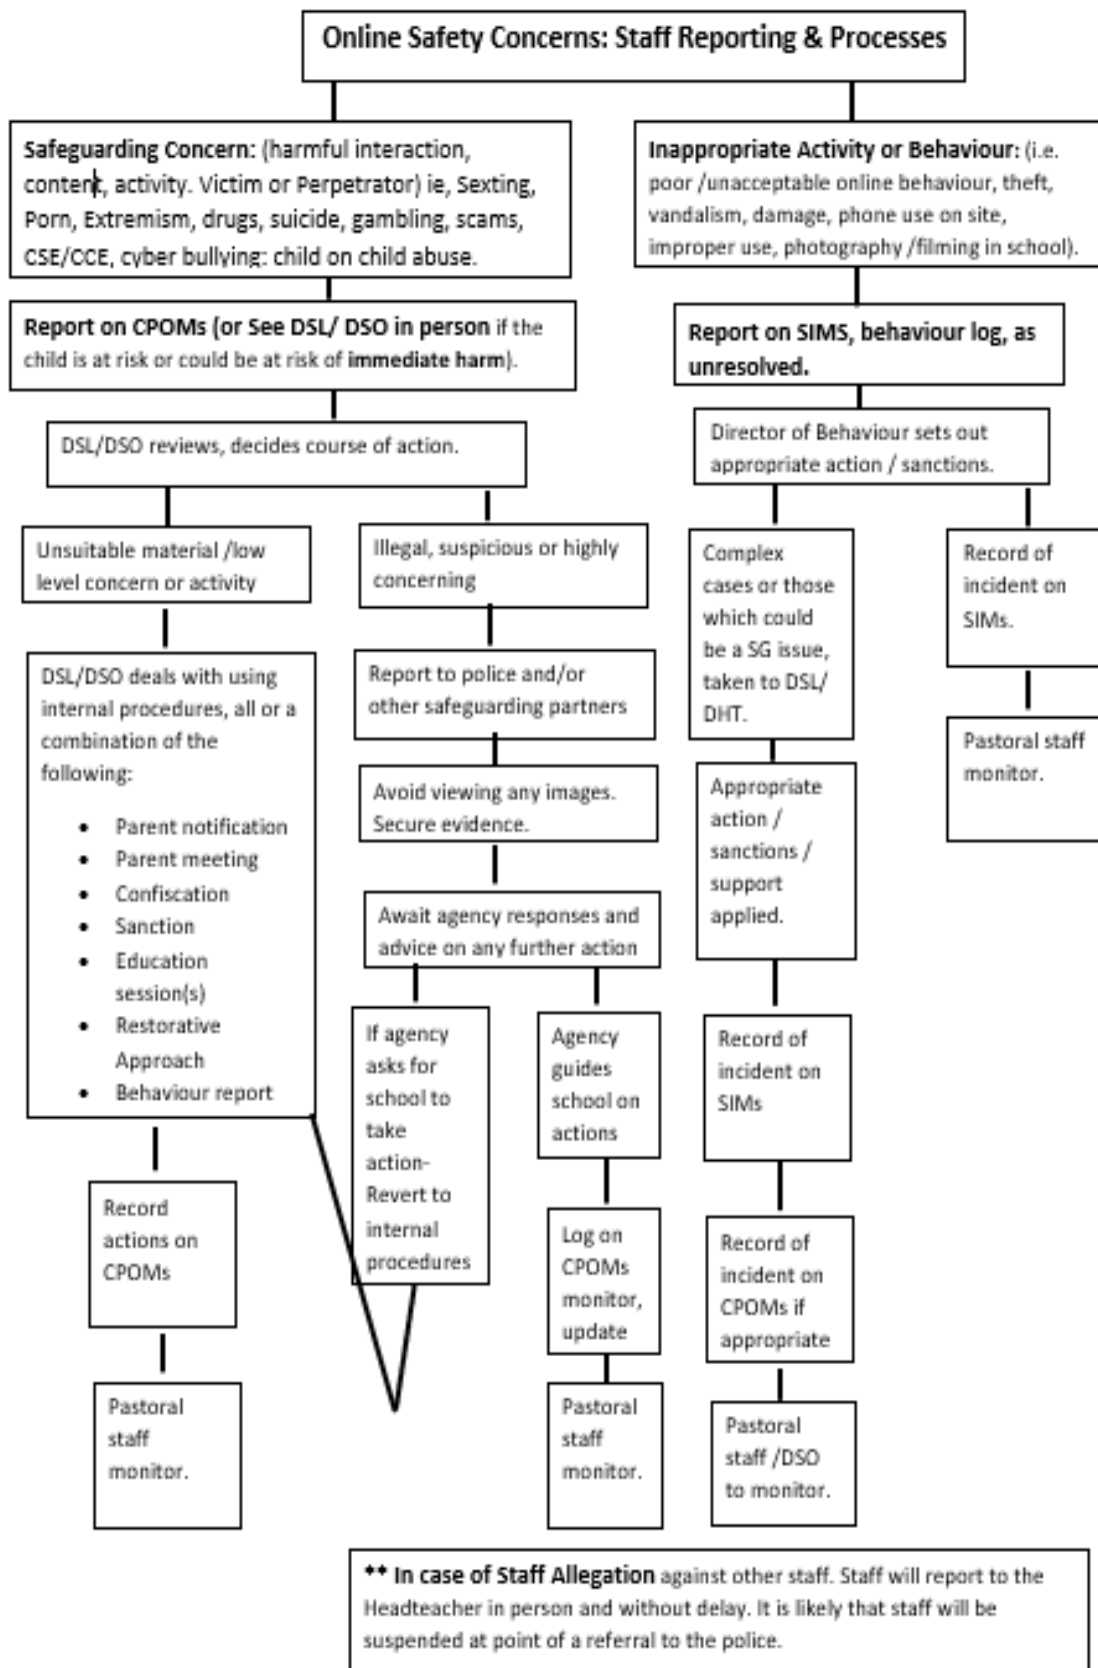 Online Safety Concerns: Staff Reporting & Processes
Safeguarding Concern: (harmful interaction,
content, activity. Victim or Perpetrator) ie, Sexting,
Porn, Extremism, drugs, suicide, gambling, scams,
CSE/CCE, cyber bullying: child on child abuse.
Report on CPOMs (or See DSL/ DSO in person if the
child is at risk or could be at risk of immediate harm).
DSL/DSO reviews, decides course of action.
Unsuitable material /low
level concern or activity
DSL/DSO deals with using
internal procedures, all or a
combination of the
following:
• Parent notification
• Parent meeting
• Confiscation
• Sanction
• Education
session(s)
• Restorative
Approach
• Behaviour report
Record
actions on
CPOMs
Pastoral
staff
monitor.
Illegal, suspicious or highly
concerning
Report to police and/or
other safeguarding partners
Avoid viewing any images.
Secure evidence.
Await agency responses and
advice on any further action
If agency
asks for
school to
take
action-
Revert to
internal
procedures
Agency
guides
school on
actions
Log on
CPOMs
monitor,
update
Pastoral
staff
monitor.
Inappropriate Activity or Behaviour: (i.e.
poor /unacceptable online behaviour, theft,
vandalism, damage, phone use on site,
improper use, photography /filming in school).
Report on SIMS, behaviour log, as
unresolved.
Director of Behaviour sets out
appropriate action / sanctions.
Complex
cases or those
which could
be a SG issue,
taken to DSL/
DHT.
Appropriate
action /
sanctions /
support
applied.
Record of
incident on
SIMs
Record of
incident on
CPOMs if
appropriate
Pastoral
staff /DSO
to monitor.
Record of
incident on
SIMs.
Pastoral staff
monitor.
** In case of Staff Allegation against other staff. Staff will report to the
Headteacher in person and without delay. It is likely that staff will be
suspended at point of a referral to the police.